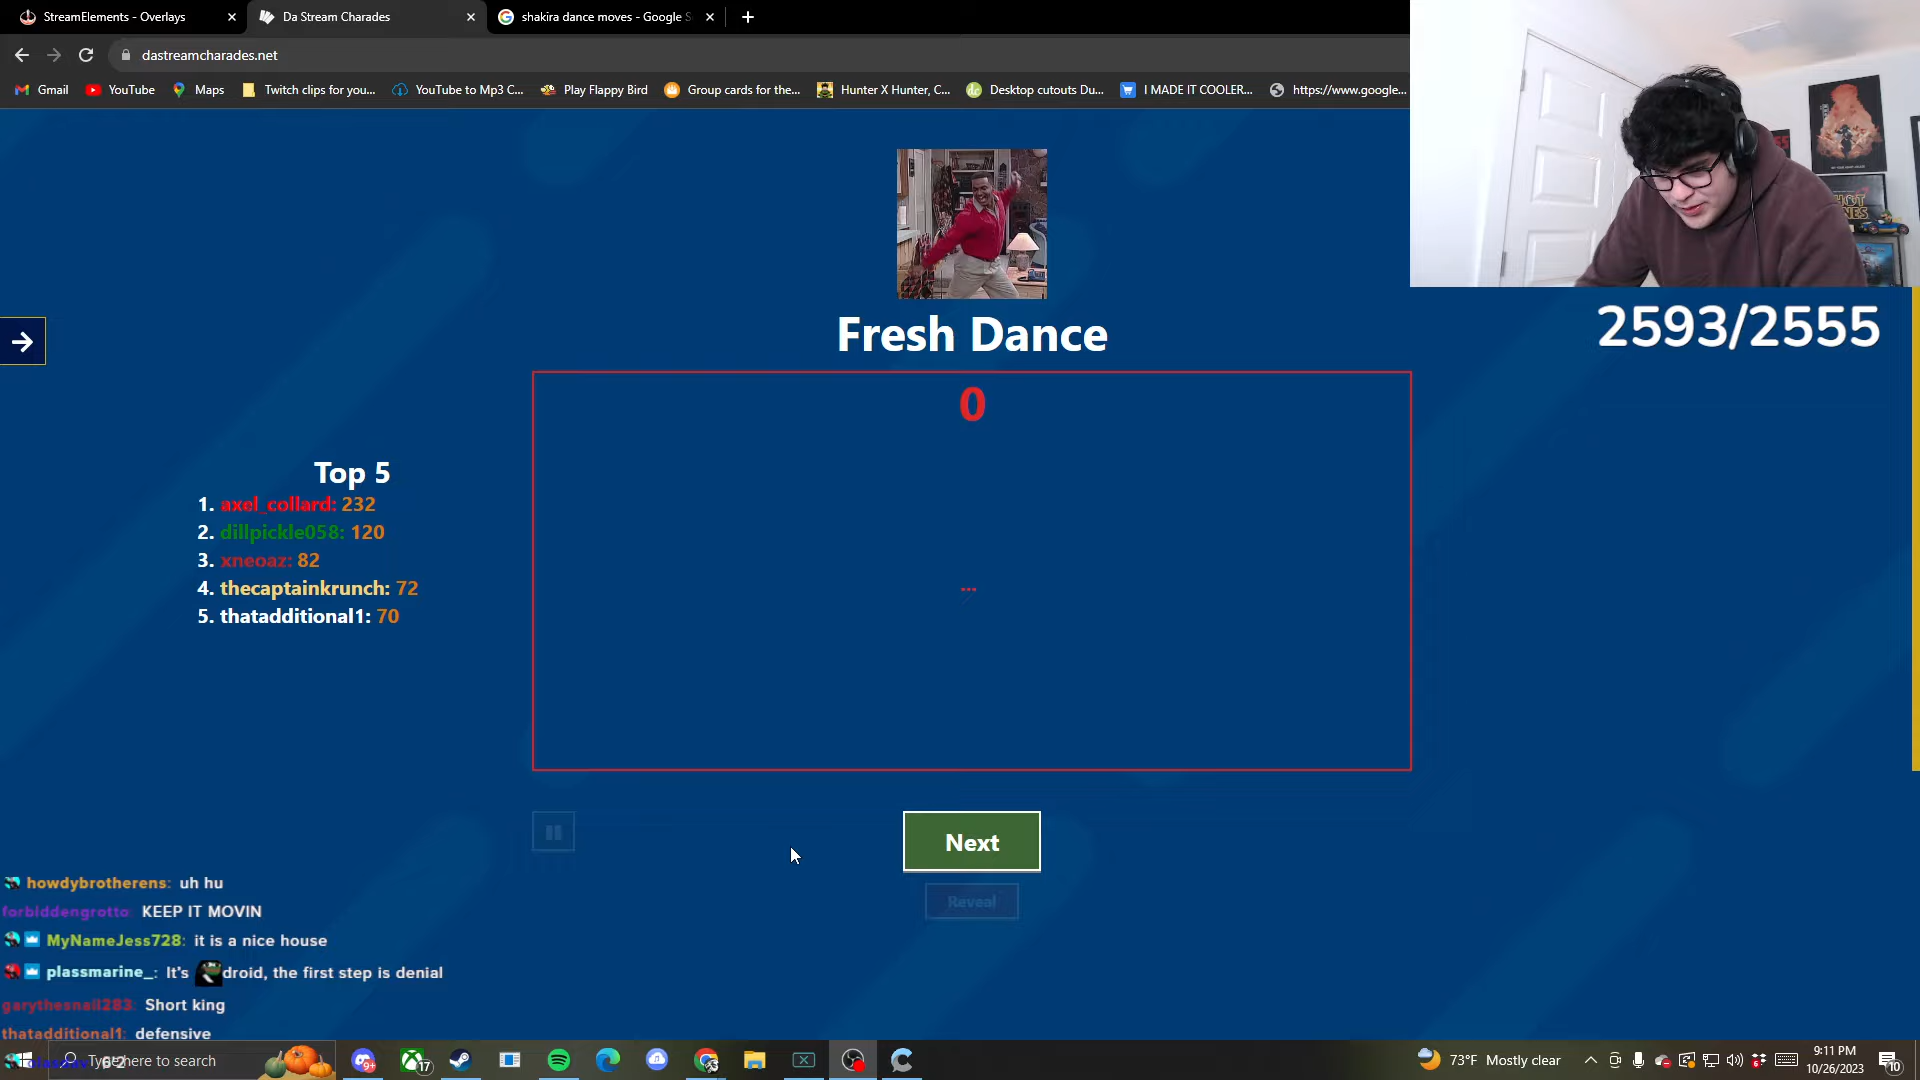 StreamElements - Overlays
Da Stream Charades
shakira dance moves - Google S
dastreamcharades.net
Gmail
YouTube
Maps
Twitch clips for you...
YouTube to Mp3 C...
Play Flappy Bird
Group cards for the...
Hunter X Hunter, C...
Desktop cutouts Du...
I MADE IT COOLER...
https://www.google...
Fresh Dance
2593/2555
0
...
Top 5
1. axel_collard: 232
2. dillpickle058: 120
3. xneoaz: 82
4. thecaptainkrunch: 72
5. thatadditional1: 70
Next
Reveal
howdybrotherens: uh hu
forbiddengrotto: KEEP IT MOVIN
MyNameJess728: it is a nice house
plassmarine_: It's droid, the first step is denial
garythesnail283: Short king
thatadditional1: defensive
6'2
Type here to search
9+
17
73°F Mostly clear
9:11 PM
10/26/2023
10